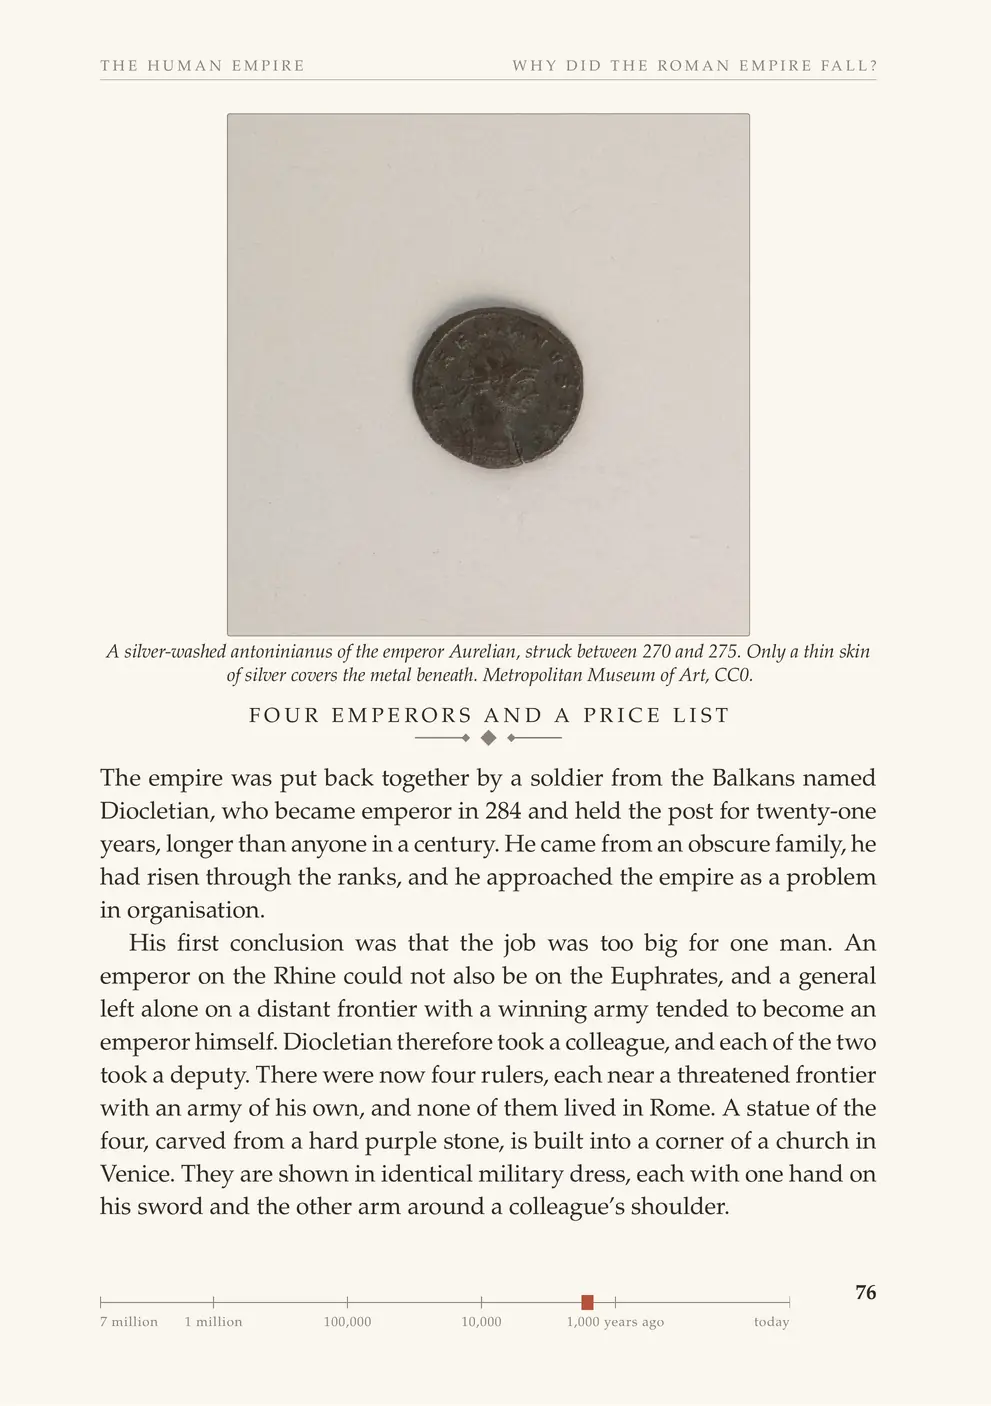 THE HUMAN EMPIRE
WHY DID THE ROMAN EMPIRE FALL?
A silver-washed antoninianus of the emperor Aurelian, struck between 270 and 275. Only a thin skin
of silver covers the metal beneath. Metropolitan Museum of Art, CC0.
FOUR EMPERORS AND A PRICE LIST
The empire was put back together by a soldier from the Balkans named
Diocletian, who became emperor in 284 and held the post for twenty-one
years, longer than anyone in a century. He came from an obscure family, he
had risen through the ranks, and he approached the empire as a problem
in organisation.
His first conclusion was that the job was too big for one man. An
emperor on the Rhine could not also be on the Euphrates, and a general
left alone on a distant frontier with a winning army tended to become an
emperor himself. Diocletian therefore took a colleague, and each of the two
took a deputy. There were now four rulers, each near a threatened frontier
with an army of his own, and none of them lived in Rome. A statue of the
four, carved from a hard purple stone, is built into a corner of a church in
Venice. They are shown in identical military dress, each with one hand on
his sword and the other arm around a colleague’s shoulder.
76
7 million 1 million 100,000 10,000 1,000 years ago today